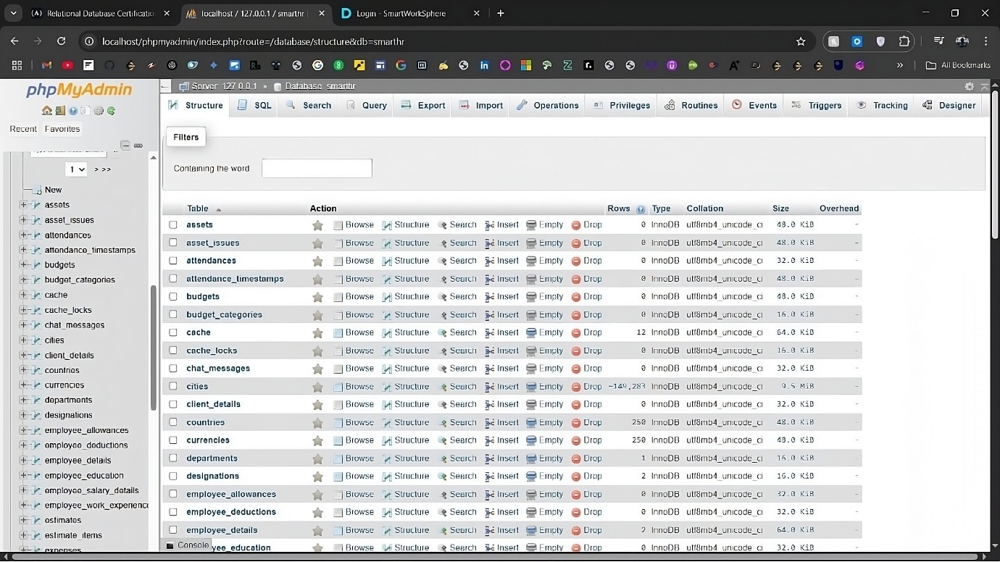 Relational Database Certificatio
localhost / 127.0.0.1 / smarthr
Login - SmartWorkSphere
localhost/phpmyadmin/index.php?route=/database/structure&db=smarthr
All Bookmarks
phpMyAdmin
Recent Favorites
1 > >>
New
assets
asset_issues
attendances
attendance_timestamps
budgets
budget_categories
cache
cache_locks
chat_messages
cities
client_details
countries
currencies
departments
designations
employee_allowances
employee_deductions
employee_details
employee_education
employee_salary_details
employee_work_experience
estimates
estimate_items
expenses
Server: 127.0.0.1 » Database: smarthr
Structure SQL Search Query Export Import Operations Privileges Routines Events Triggers Tracking Designer
Filters
Containing the word
Table Action Rows Type Collation Size Overhead
assets Browse Structure Search Insert Empty Drop 0 InnoDB utf8mb4_unicode_ci 48.0 KiB -
asset_issues Browse Structure Search Insert Empty Drop 0 InnoDB utf8mb4_unicode_ci 48.0 KiB -
attendances Browse Structure Search Insert Empty Drop 0 InnoDB utf8mb4_unicode_ci 32.0 KiB -
attendance_timestamps Browse Structure Search Insert Empty Drop 0 InnoDB utf8mb4_unicode_ci 48.0 KiB -
budgets Browse Structure Search Insert Empty Drop 0 InnoDB utf8mb4_unicode_ci 48.0 KiB -
budget_categories Browse Structure Search Insert Empty Drop 0 InnoDB utf8mb4_unicode_ci 16.0 KiB -
cache Browse Structure Search Insert Empty Drop 12 InnoDB utf8mb4_unicode_ci 64.0 KiB -
cache_locks Browse Structure Search Insert Empty Drop 0 InnoDB utf8mb4_unicode_ci 16.0 KiB -
chat_messages Browse Structure Search Insert Empty Drop 0 InnoDB utf8mb4_unicode_ci 32.0 KiB -
cities Browse Structure Search Insert Empty Drop ~149,283 InnoDB utf8mb4_unicode_ci 9.5 MiB -
client_details Browse Structure Search Insert Empty Drop 0 InnoDB utf8mb4_unicode_ci 32.0 KiB -
countries Browse Structure Search Insert Empty Drop 250 InnoDB utf8mb4_unicode_ci 48.0 KiB -
currencies Browse Structure Search Insert Empty Drop 250 InnoDB utf8mb4_unicode_ci 48.0 KiB -
departments Browse Structure Search Insert Empty Drop 1 InnoDB utf8mb4_unicode_ci 16.0 KiB -
designations Browse Structure Search Insert Empty Drop 2 InnoDB utf8mb4_unicode_ci 16.0 KiB -
employee_allowances Browse Structure Search Insert Empty Drop 0 InnoDB utf8mb4_unicode_ci 32.0 KiB -
employee_deductions Browse Structure Search Insert Empty Drop 0 InnoDB utf8mb4_unicode_ci 32.0 KiB -
employee_details Browse Structure Search Insert Empty Drop 2 InnoDB utf8mb4_unicode_ci 64.0 KiB -
yee_education Browse Structure Search Insert Empty Drop 0 InnoDB utf8mb4_unicode_ci 32.0 KiB -
Console